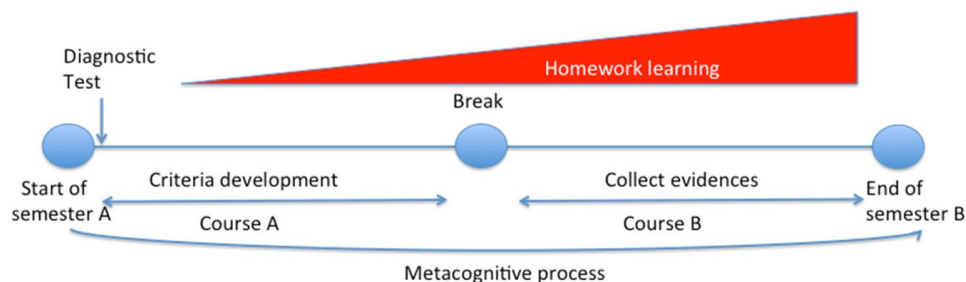 Diagnostic
Test
Homework learning
Break
Criteria development
Collect evidences
Start of
semester A
End of
semester B
Course A
Course B
Metacognitive process